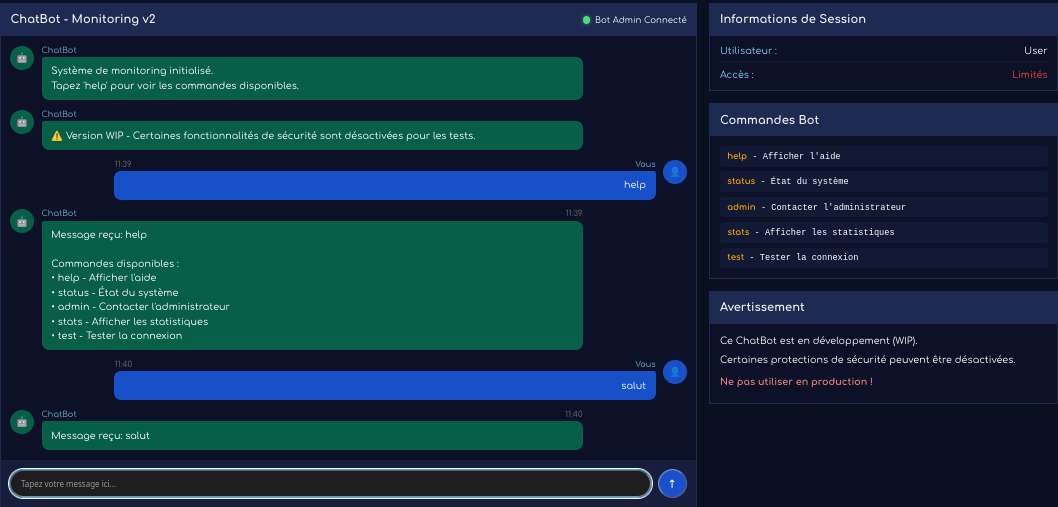 ChatBot - Monitoring v2
Bot Admin Connecté
ChatBot
Système de monitoring initialisé.
Tapez 'help' pour voir les commandes disponibles.
ChatBot
⚠️ Version WIP - Certaines fonctionnalités de sécurité sont désactivées pour les tests.
11:39
Vous
help
ChatBot
11:39
Message reçu: help
Commandes disponibles :
• help - Afficher l'aide
• status - État du système
• admin - Contacter l'administrateur
• stats - Afficher les statistiques
• test - Tester la connexion
11:40
Vous
salut
ChatBot
11:40
Message reçu: salut
Tapez votre message ici...
Informations de Session
Utilisateur :
User
Accès :
Limités
Commandes Bot
help - Afficher l'aide
status - État du système
admin - Contacter l'administrateur
stats - Afficher les statistiques
test - Tester la connexion
Avertissement
Ce ChatBot est en développement (WIP).
Certaines protections de sécurité peuvent être désactivées.
Ne pas utiliser en production !